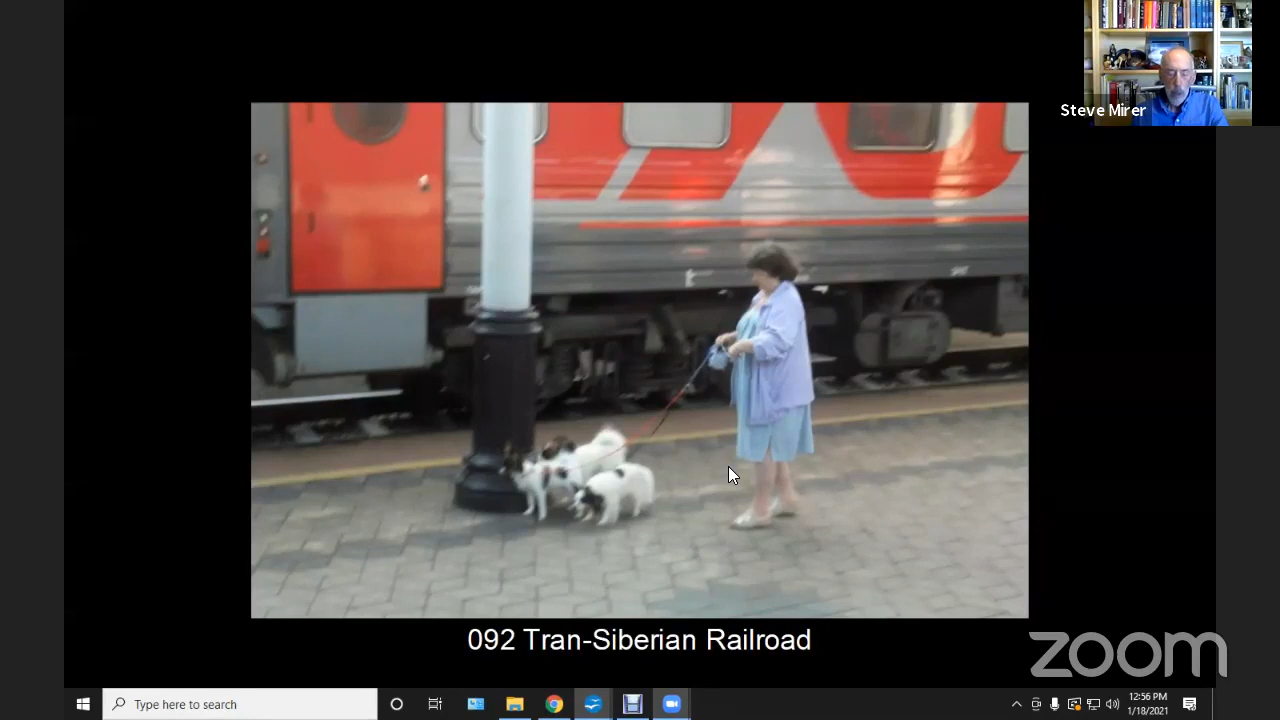 Steve Mirer
092 Tran-Siberian Railroad
zoom
Type here to search
12:56 PM
1/18/2021